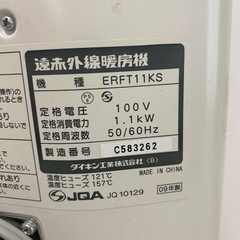 遠赤外線暖房機
機 種 ERFT11KS
定格電圧 100V
定格消費電力 1.1kW
定格周波数 50/60Hz
製造番号 C583262
ダイキン工業株式会社〈B〉
温度ヒューズ 121℃
温度ヒューズ 157℃
MADE IN CHINA
JQA JQ10129
09年製